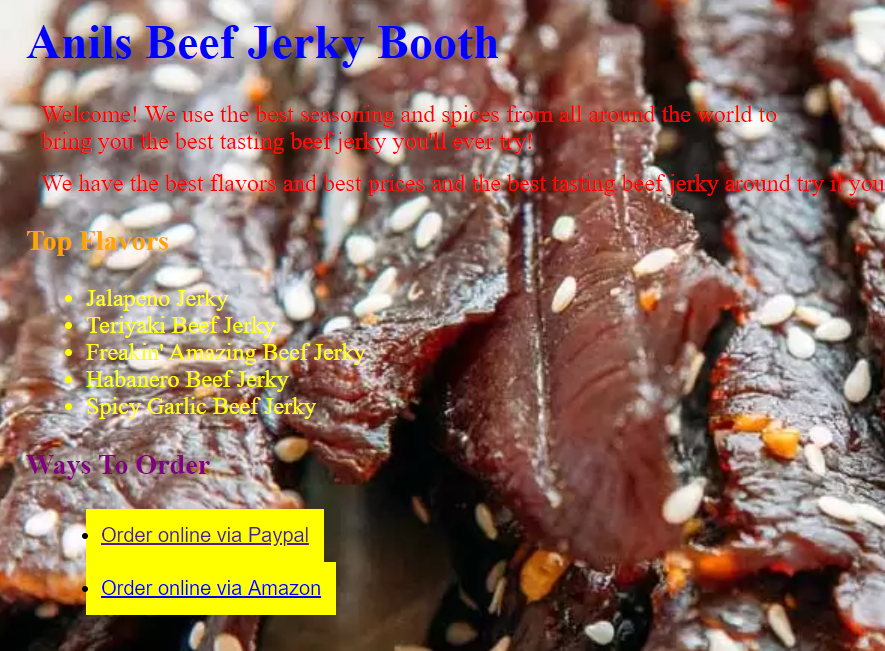 Anils Beef Jerky Booth
Welcome! We use the best seasoning and spices from all around the world to
bring you the best tasting beef jerky you'll ever try!
We have the best flavors and best prices and the best tasting beef jerky around try if you
Top Flavors
Jalapeno Jerky
Teriyaki Beef Jerky
Freakin' Amazing Beef Jerky
Habanero Beef Jerky
Spicy Garlic Beef Jerky
Ways To Order
Order online via Paypal
Order online via Amazon